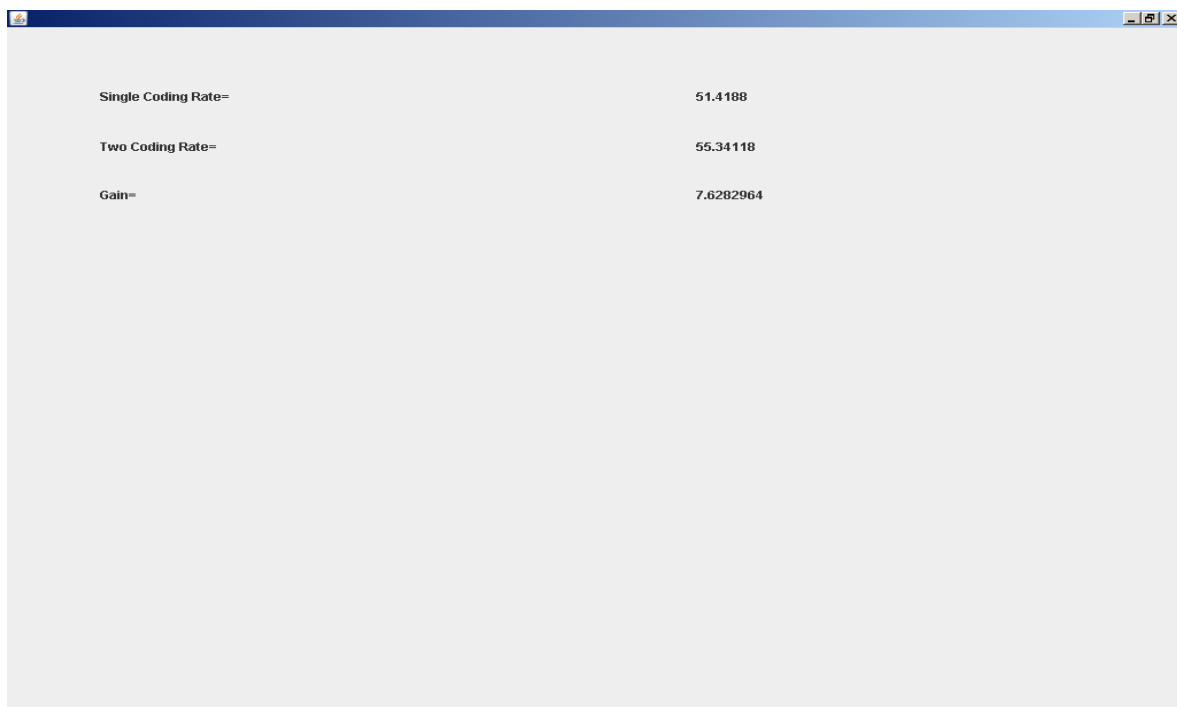 Single Coding Rate= 51.4188
Two Coding Rate= 55.34118
Gain= 7.6282964